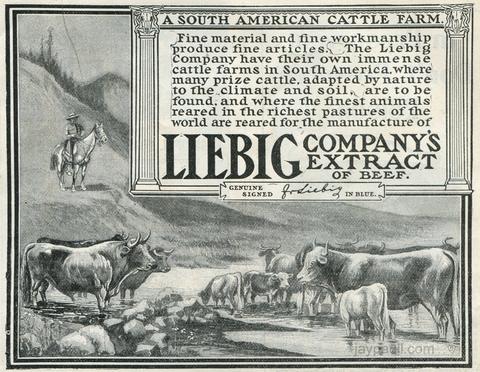 A SOUTH AMERICAN CATTLE FARM.
Fine material and fine workmanship
produce fine articles. The Liebig
Company have their own immense
cattle farms in South America, where
many prize cattle, adapted by nature
to the climate and soil, are to be
found, and where the finest animals
reared in the richest pastures of the
world are reared for the manufacture of
LIEBIG COMPANY'S
EXTRACT
OF BEEF.
GENUINE
SIGNED J. v. Liebig IN BLUE.